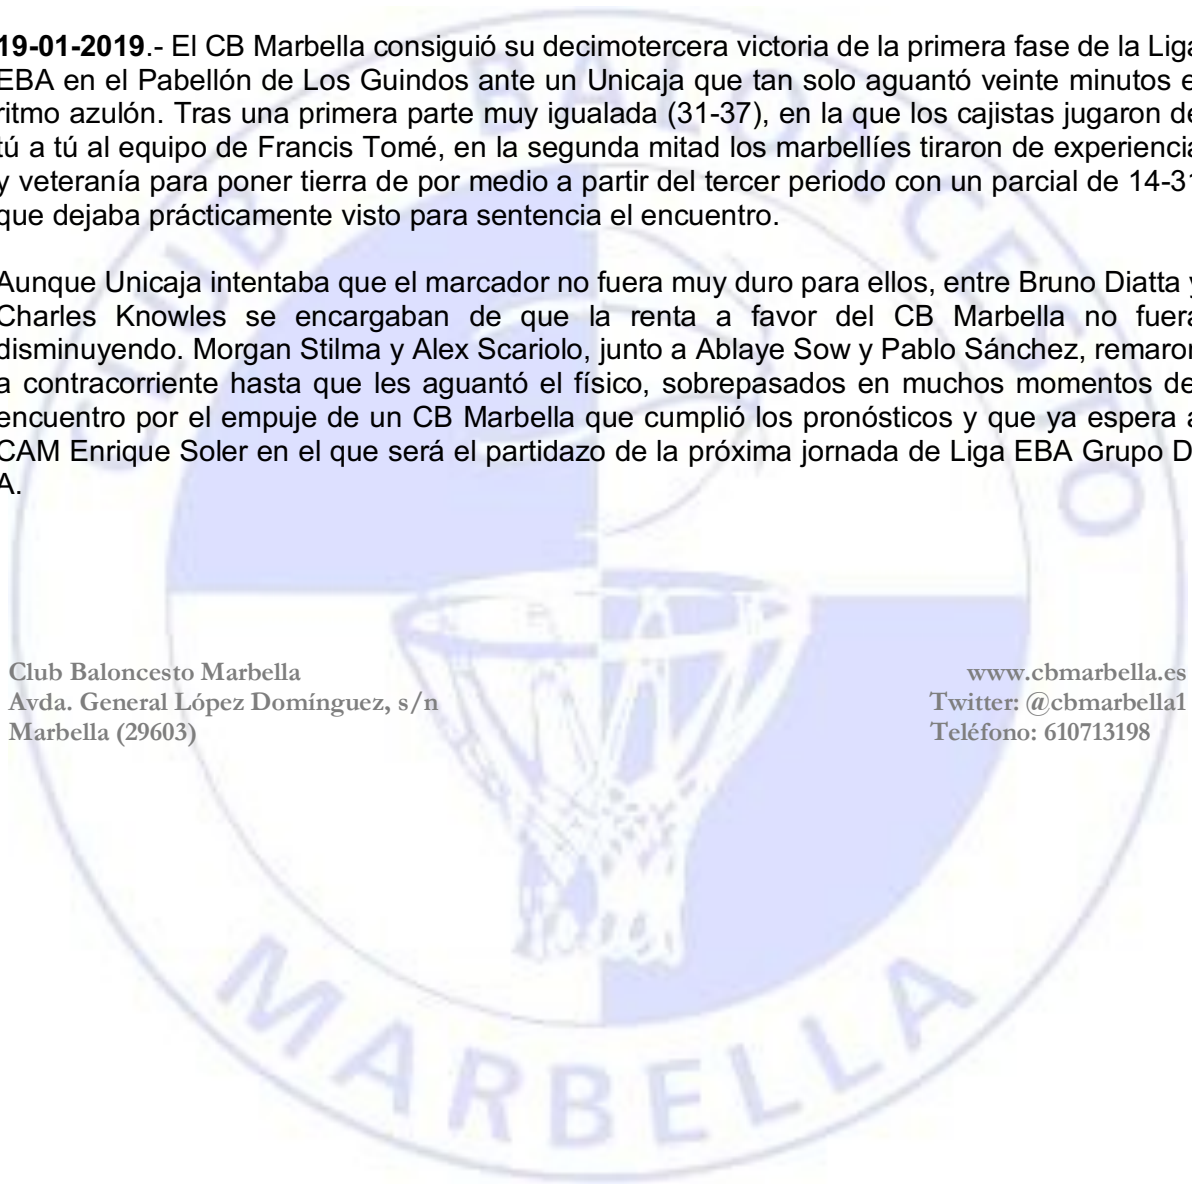 19-01-2019.- El CB Marbella consiguió su decimotercera victoria de la primera fase de la Liga
EBA en el Pabellón de Los Guindos ante un Unicaja que tan solo aguantó veinte minutos e
ritmo azulón. Tras una primera parte muy igualada (31-37), en la que los cajistas jugaron de
tú a tú al equipo de Francis Tomé, en la segunda mitad los marbellíes tiraron de experiencia
y veteranía para poner tierra de por medio a partir del tercer periodo con un parcial de 14-31
que dejaba prácticamente visto para sentencia el encuentro.
Aunque Unicaja intentaba que el marcador no fuera muy duro para ellos, entre Bruno Diatta y
Charles Knowles se encargaban de que la renta a favor del CB Marbella no fuera
disminuyendo. Morgan Stilma y Alex Scariolo, junto a Ablaye Sow y Pablo Sánchez, remaron
a contracorriente hasta que les aguantó el físico, sobrepasados en muchos momentos de
encuentro por el empuje de un CB Marbella que cumplió los pronósticos y que ya espera a
CAM Enrique Soler en el que será el partidazo de la próxima jornada de Liga EBA Grupo D-
A.
CLUB BALONCESTO
Club Baloncesto Marbella
Avda. General López Domínguez, s/n
Marbella (29603)
www.cbmarbella.es
Twitter: @cbmarbella1
Teléfono: 610713198
MARBELLA